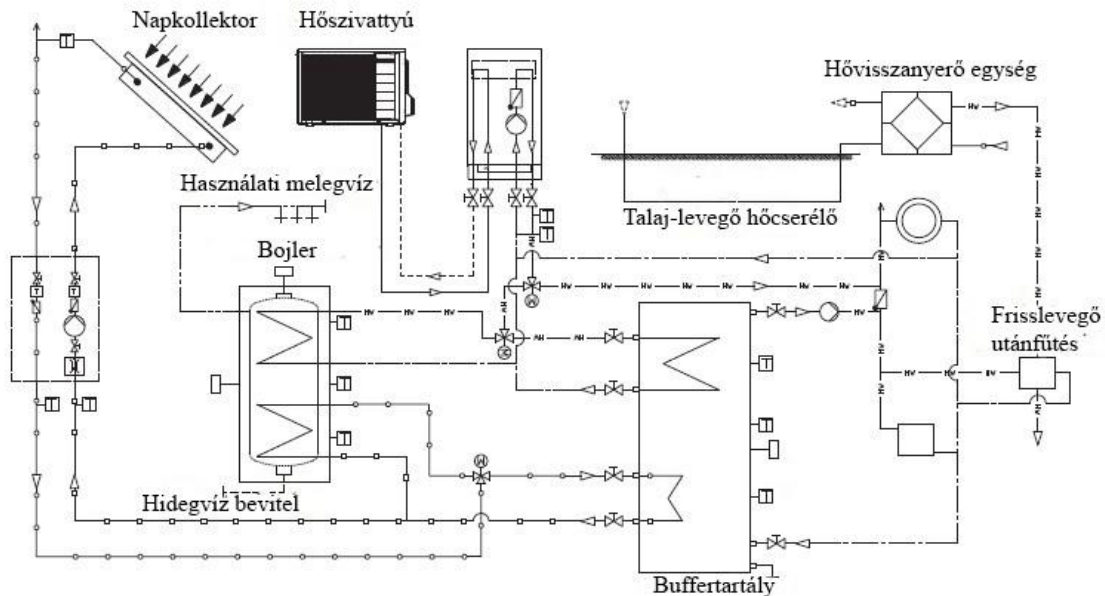 Napkollektor
Hőszivattyú
Hővisszanyerő egység
Használati melegvíz
Talaj-levegő hőcserélő
Bojler
Frisslevegő
utánfűtés
Hidegvíz bevitel
Buffertartály